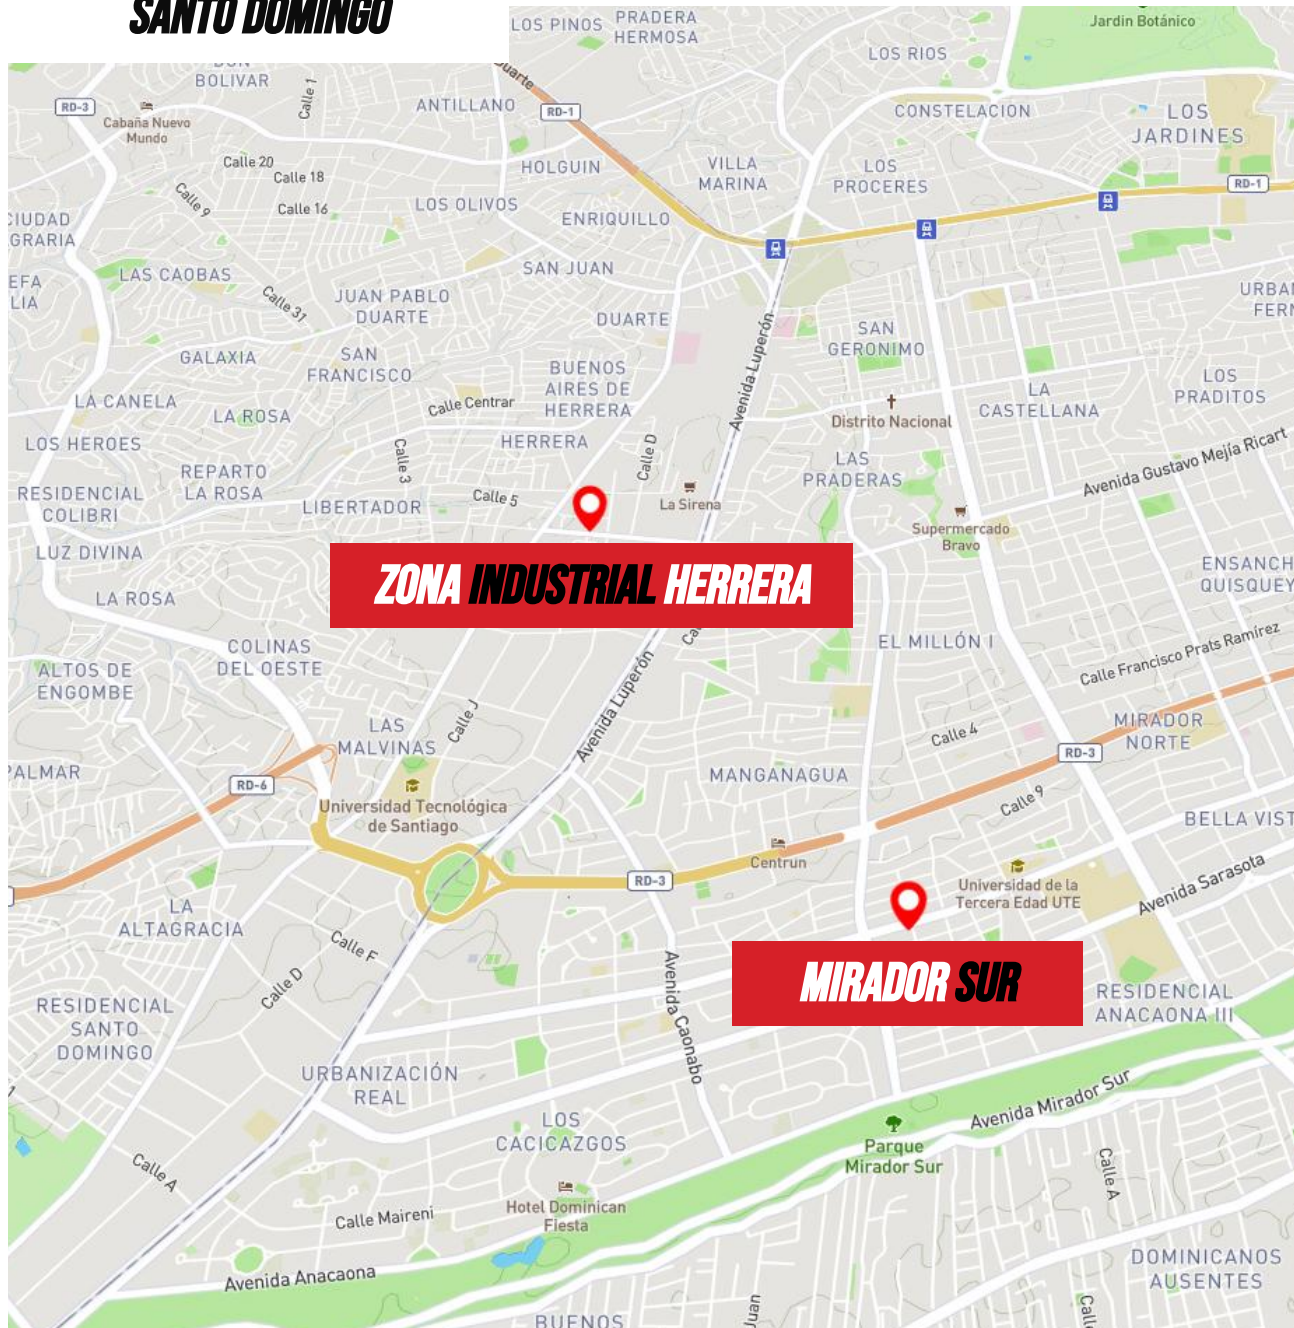 SANTO DOMINGO
LOS PINOS
PRADERA
HERMOSA
Jardin Botánico
LOS RIOS
BOLIVAR
Duarte
RD-3
Cabaña Nuevo
Mundo
Calle 1
ANTILLANO
RD-1
CONSTELACION
LOS
JARDINES
Calle 20
Calle 18
Calle 9
Calle 16
HOLGUIN
VILLA
MARINA
LOS
PROCERES
RD-1
CIUDAD
GRARIA
LOS OLIVOS
ENRIQUILLO
EFA
LIA
LAS CAOBAS
Calle 31
SAN JUAN
JUAN PABLO
DUARTE
DUARTE
Avenida Luperón
SAN
GERONIMO
URBAN
FERN
GALAXIA
SAN
FRANCISCO
BUENOS
AIRES DE
HERRERA
LA
CASTELLANA
LOS
PRADITOS
LA CANELA
LA ROSA
Calle Centrar
Distrito Nacional
LOS HEROES
HERRERA
Calle D
Calle 3
LAS
PRADERAS
Avenida Gustavo Mejía Ricart
REPARTO
LA ROSA
RESIDENCIAL
COLIBRI
LIBERTADOR
Calle 5
La Sirena
Supermercado
Bravo
LUZ DIVINA
ZONA INDUSTRIAL HERRERA
ENSANCH
QUISQUEY
LA ROSA
COLINAS
DEL OESTE
EL MILLÓN I
Calle Francisco Prats Ramírez
ALTOS DE
ENGOMBE
Avenida Luperón
LAS
MALVINAS
Calle J
Calle 4
MIRADOR
NORTE
RD-3
PALMAR
RD-6
MANGANAGUA
Universidad Tecnológica
de Santiago
Calle 9
BELLA VIST
Centrun
RD-3
Universidad de la
Tercera Edad UTE
Avenida Sarasota
LA
ALTAGRACIA
Calle F
Calle D
Avenida Caonabo
MIRADOR SUR
RESIDENCIAL
ANACAONA III
RESIDENCIAL
SANTO
DOMINGO
URBANIZACIÓN
REAL
Avenida Mirador Sur
LOS
CACICAZGOS
Parque
Mirador Sur
Calle A
Calle A
Hotel Dominican
Fiesta
Calle Maireni
Avenida Anacaona
DOMINICANOS
AUSENTES
Juan
Call
BUENOS